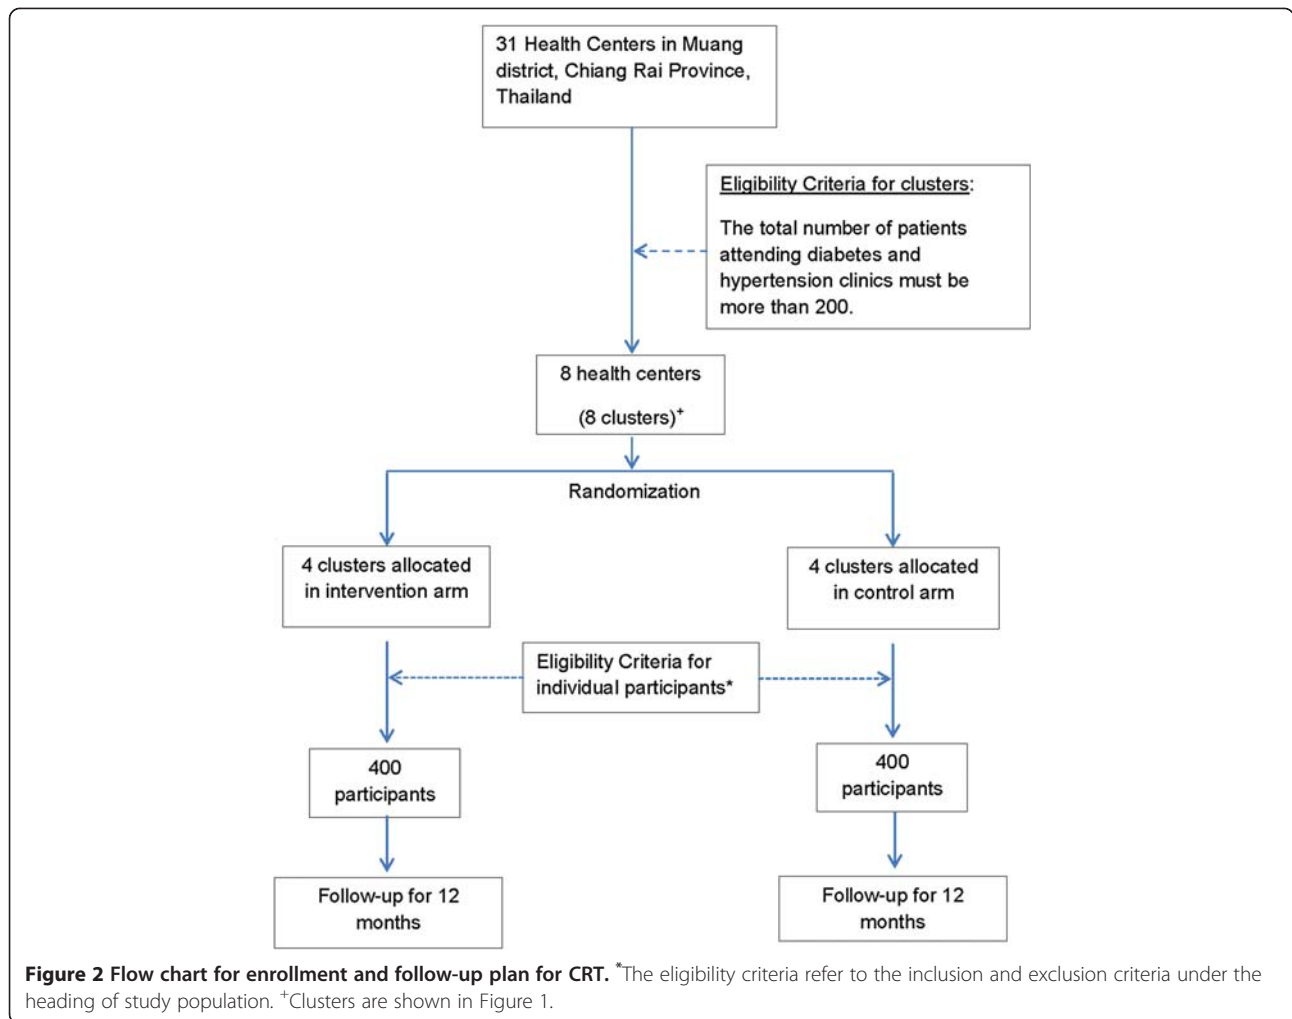 31 Health Centers in Muang
district, Chiang Rai Province,
Thailand
Eligibility Criteria for clusters:
The total number of patients
attending diabetes and
hypertension clinics must be
more than 200.
8 health centers
(8 clusters)+
Randomization
4 clusters allocated
in intervention arm
4 clusters allocated
in control arm
Eligibility Criteria for
individual participants*
400
participants
400
participants
Follow-up for 12
months
Follow-up for 12
months
Figure 2 Flow chart for enrollment and follow-up plan for CRT. *The eligibility criteria refer to the inclusion and exclusion criteria under the
heading of study population. +Clusters are shown in Figure 1.